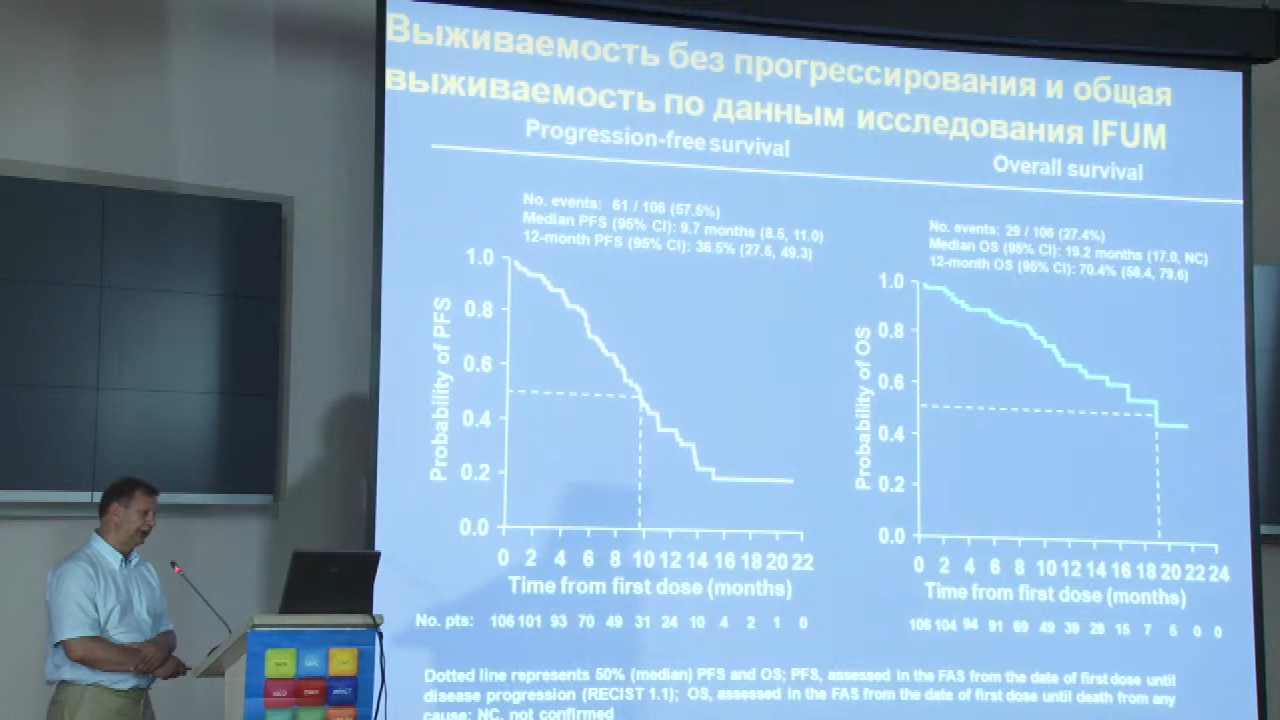 Выживаемость без прогрессирования и общая
выживаемость по данным исследования IFUM
Progression-free survival
No. events: 61 / 106 (57.5%)
Median PFS (95% CI): 9.7 months (8.5, 11.0)
12-month PFS (95% CI): 38.5% (27.6, 49.3)
Probability of PFS
1.0
0.8
0.6
0.4
0.2
0.0
0 2 4 6 8 10 12 14 16 18 20 22
Time from first dose (months)
No. pts: 106 101 93 70 49 31 24 10 4 2 1 0
Overall survival
No. events: 29 / 106 (27.4%)
Median OS (95% CI): 19.2 months (17.0, NC)
12-month OS (95% CI): 70.4% (58.4, 79.6)
Probability of OS
1.0
0.8
0.6
0.4
0.2
0.0
0 2 4 6 8 10 12 14 16 18 20 22 24
Time from first dose (months)
106 104 94 91 69 49 39 28 15 7 5 0 0
Dotted line represents 50% (median) PFS and OS; PFS, assessed in the FAS from the date of first dose until
disease progression (RECIST 1.1); OS, assessed in the FAS from the date of first dose until death from any
cause; NC, not confirmed